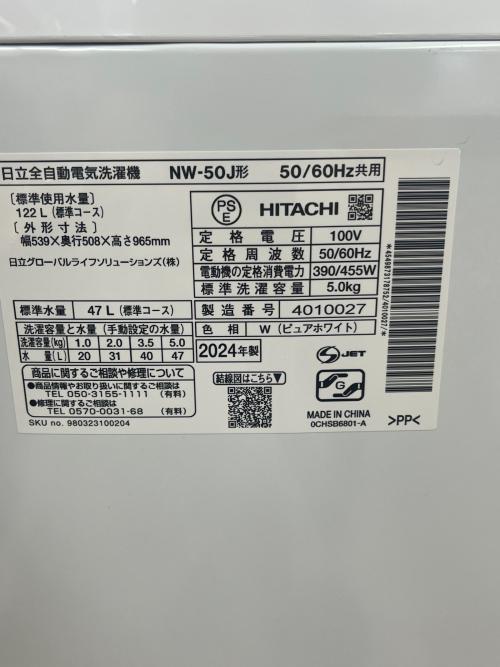 日立全自動電気洗濯機 NW-50J形 50/60Hz共用
〔標準使用水量〕
122L(標準コース)
〔外形寸法〕
幅539×奥行508×高さ965mm
日立グローバルライフソリューションズ(株)
PS
E
HITACHI
定格電圧 100V
定格周波数 50/60Hz
電動機の定格消費電力 390/455W
標準洗濯容量 5.0kg
標準水量 47L(標準コース)
製造番号 4010027
洗濯容量と水量(手動設定の水量)
洗濯容量(kg) 1.0 2.0 3.5 5.0
水量(L) 20 31 40 47
色相 W(ピュアホワイト)
2024年製
JET
商品に関するご相談や修理について
●商品情報やお取り扱いに関するご相談は
TEL 050-3155-1111 (有料)
●修理に関するご相談は
TEL 0570-0031-68 (有料)
SKU no. 980323100204
結線図はこちら▼
G
MADE IN CHINA
0CHSB6801-A
>PP<
*4549873178752/4010027/*